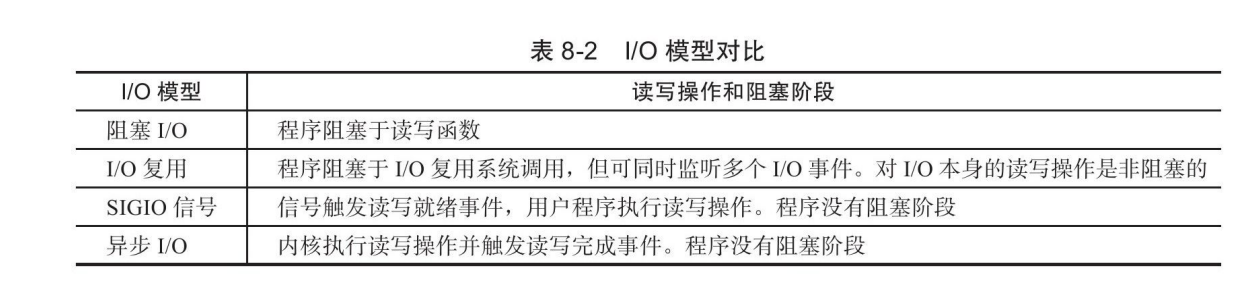 表 8-2 I/O 模型对比
I/O 模型 读写操作和阻塞阶段
阻塞 I/O 程序阻塞于读写函数
I/O 复用 程序阻塞于 I/O 复用系统调用，但可同时监听多个 I/O 事件。对 I/O 本身的读写操作是非阻塞的
SIGIO 信号 信号触发读写就绪事件，用户程序执行读写操作。程序没有阻塞阶段
异步 I/O 内核执行读写操作并触发读写完成事件。程序没有阻塞阶段